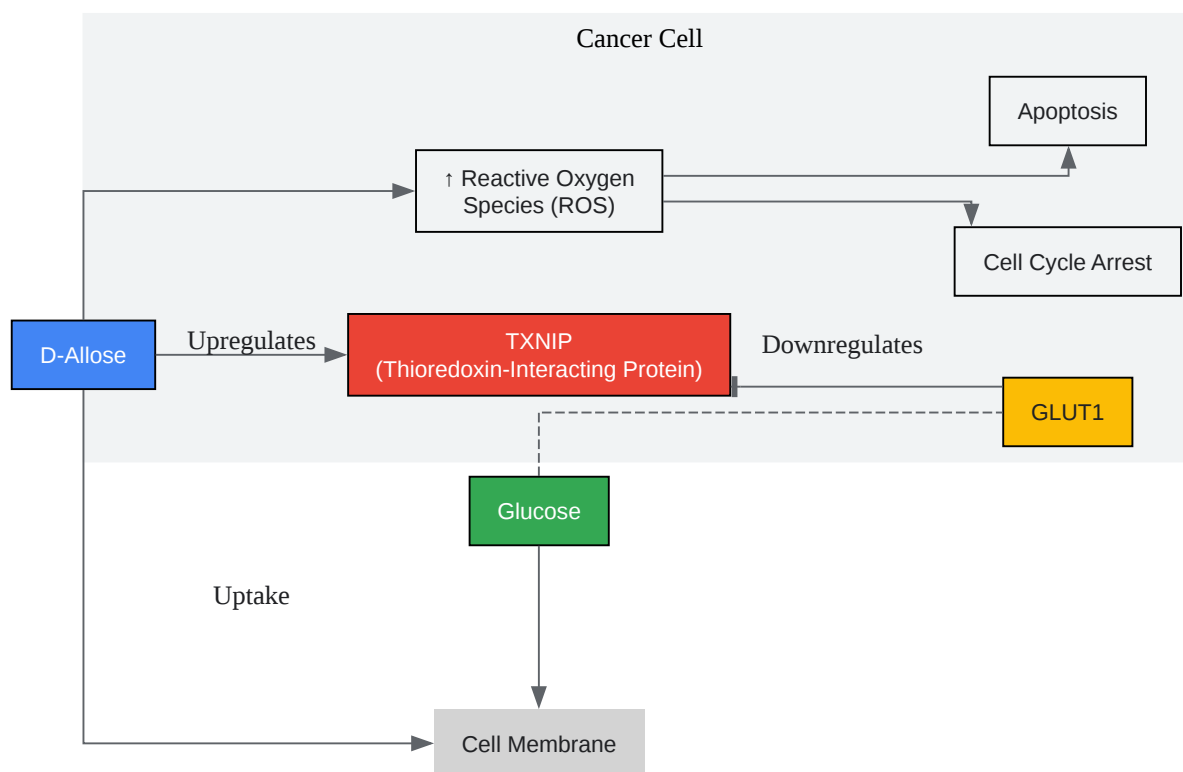 Cancer Cell
Apoptosis
↑ Reactive Oxygen
Species (ROS)
Cell Cycle Arrest
D-Allose
Upregulates
TXNIP
(Thioredoxin-Interacting Protein)
Downregulates
GLUT1
Glucose
Uptake
Cell Membrane